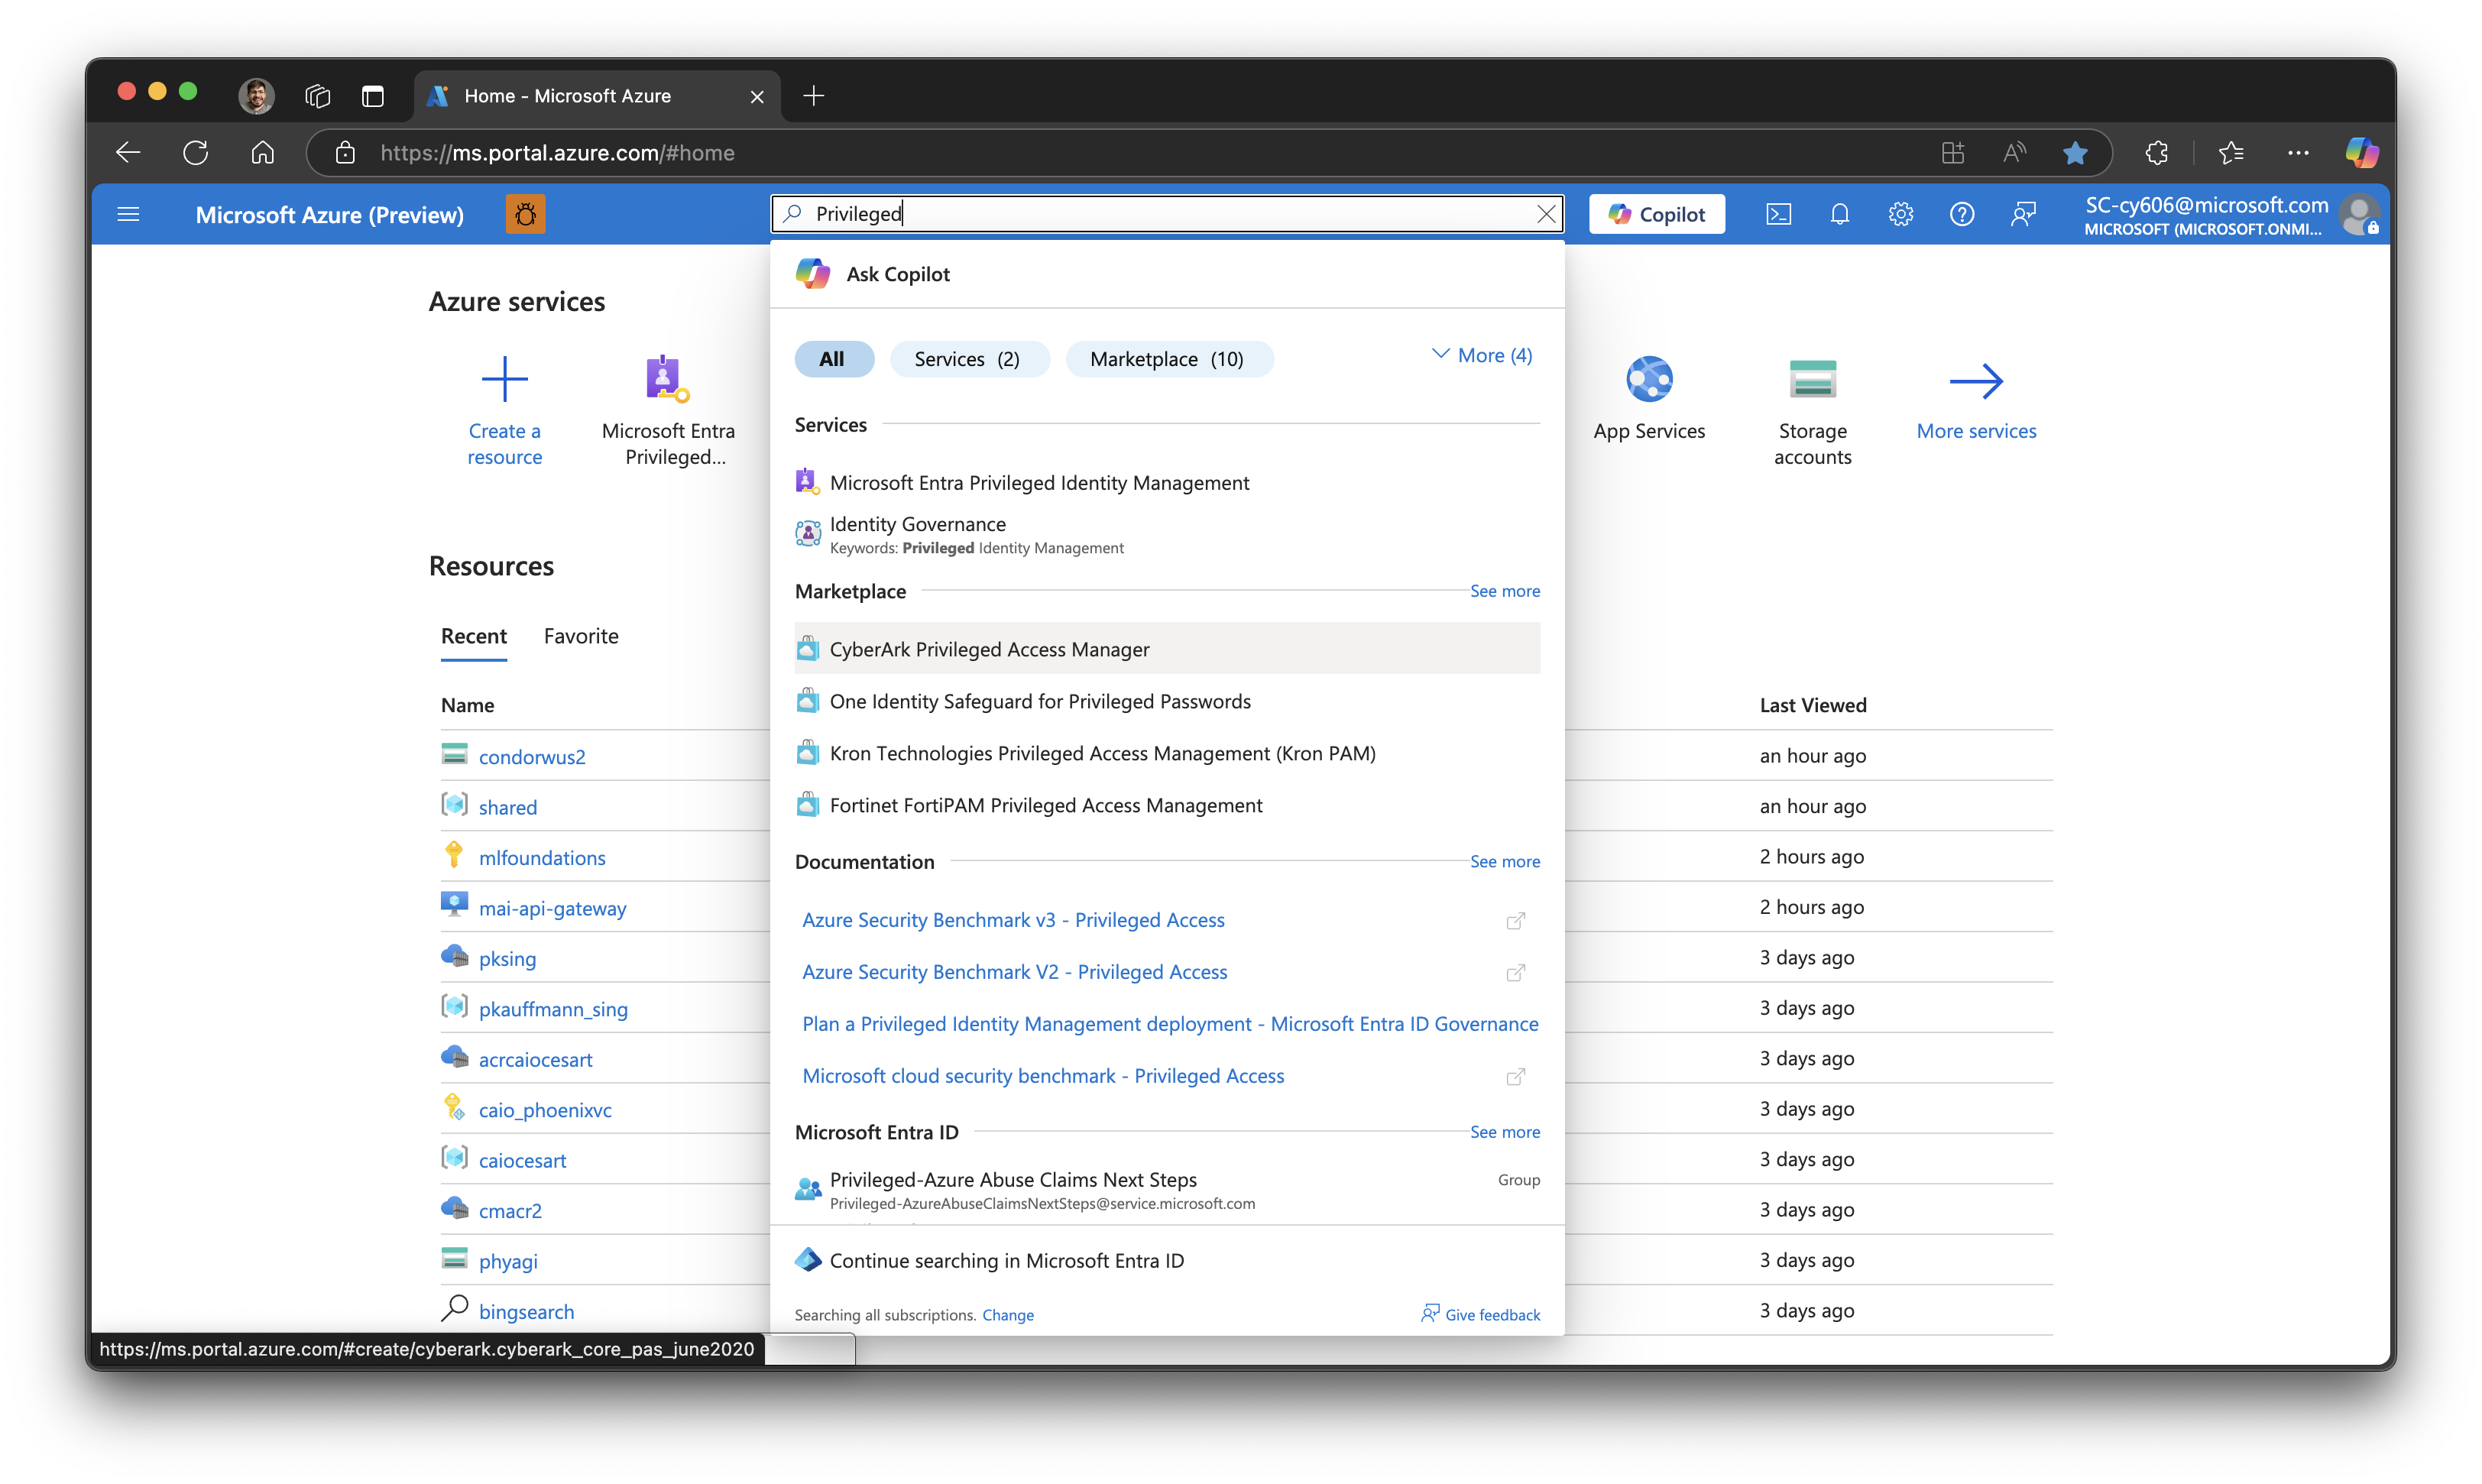 Home - Microsoft Azure
https://ms.portal.azure.com/#home
Microsoft Azure (Preview)
Privileged
Copilot
SC-cy606@microsoft.com
MICROSOFT (MICROSOFT.ONMI...
Ask Copilot
Azure services
All
Services (2)
Marketplace (10)
More (4)
Create a
resource
Microsoft Entra
Privileged...
App Services
Storage
accounts
More services
Services
Microsoft Entra Privileged Identity Management
Identity Governance
Keywords: Privileged Identity Management
Marketplace
See more
CyberArk Privileged Access Manager
One Identity Safeguard for Privileged Passwords
Kron Technologies Privileged Access Management (Kron PAM)
Fortinet FortiPAM Privileged Access Management
Documentation
See more
Azure Security Benchmark v3 - Privileged Access
Azure Security Benchmark V2 - Privileged Access
Plan a Privileged Identity Management deployment - Microsoft Entra ID Governance
Microsoft cloud security benchmark - Privileged Access
Microsoft Entra ID
See more
Privileged-Azure Abuse Claims Next Steps
Group
Privileged-AzureAbuseClaimsNextSteps@service.microsoft.com
Continue searching in Microsoft Entra ID
Searching all subscriptions. Change
Give feedback
Resources
Recent
Favorite
Name
Last Viewed
condorwus2
an hour ago
shared
an hour ago
mlfoundations
2 hours ago
mai-api-gateway
2 hours ago
pksing
3 days ago
pkauffmann_sing
3 days ago
acrcaiocesart
3 days ago
caio_phoenixvc
3 days ago
caiocesart
3 days ago
cmacr2
3 days ago
phyagi
3 days ago
bingsearch
3 days ago
https://ms.portal.azure.com/#create/cyberark.cyberark_core_pas_june2020